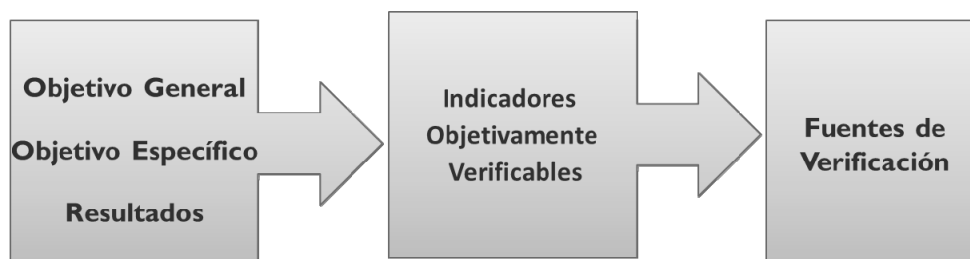 Objetivo General
Objetivo Específico
Resultados
Indicadores
Objetivamente
Verificables
Fuentes de
Verificación